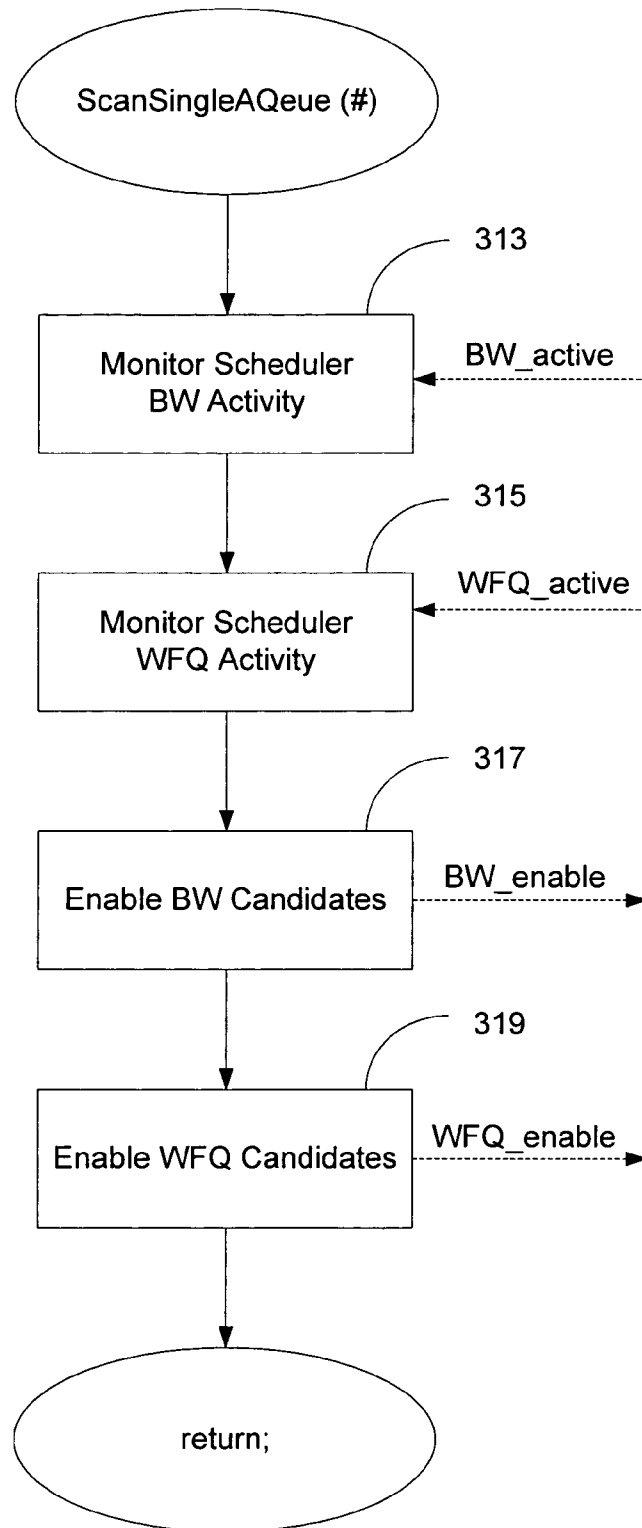 ScanSingleAQeue (#)
313
Monitor Scheduler
BW Activity
BW_active
315
Monitor Scheduler
WFQ Activity
WFQ_active
317
Enable BW Candidates
BW_enable
319
Enable WFQ Candidates
WFQ_enable
return;